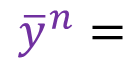 ȳⁿ =